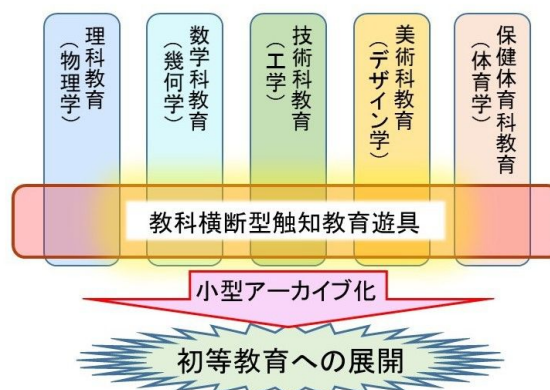 理科教育
（物理学）
数学科教育
（幾何学）
技術科教育
（工学）
美術科教育
（デザイン学）
保健体育科教育
（体育学）
教科横断型触知教育遊具
小型アーカイブ化
初等教育への展開